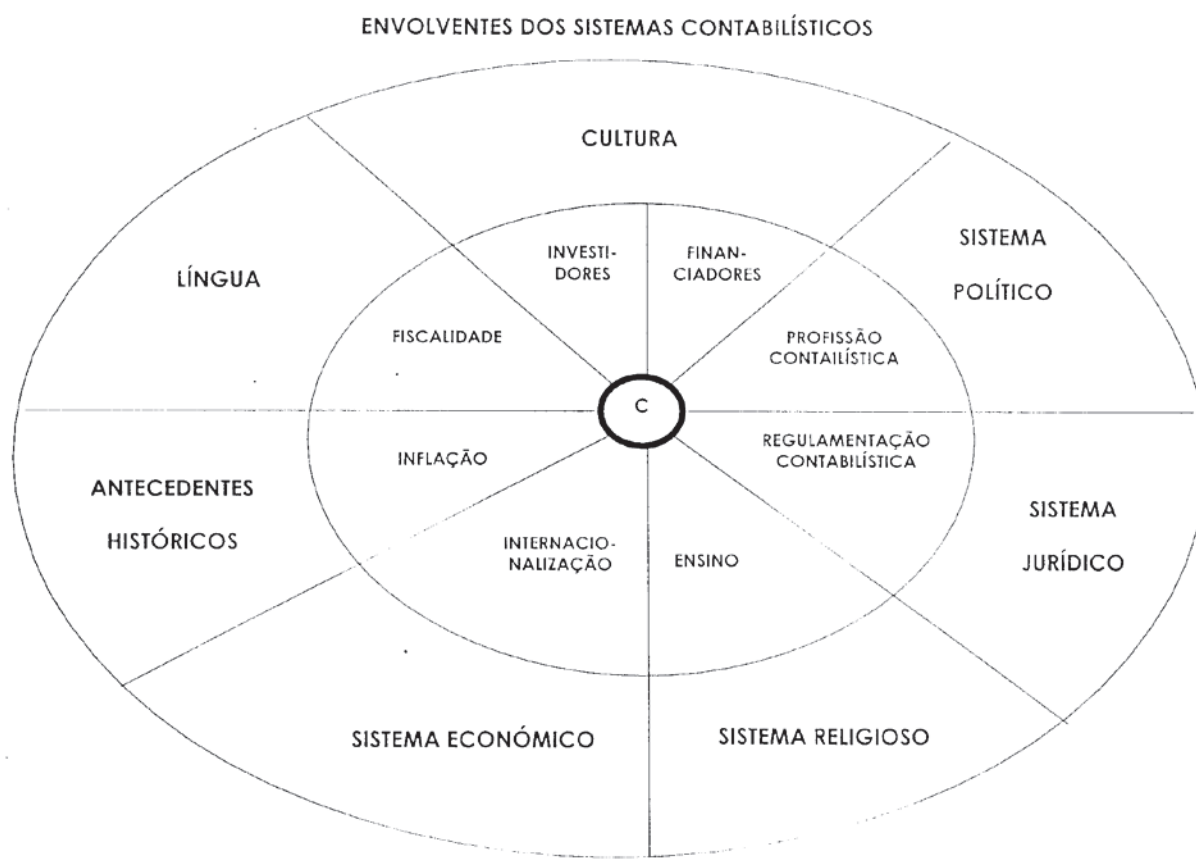 ENVOLVENTES DOS SISTEMAS CONTABILÍSTICOS
CULTURA
SISTEMA
POLÍTICO
LÍNGUA
INVESTI-
DORES
FINAN-
CIADORES
FISCALIDADE
PROFISSÃO
CONTAILÍSTICA
C
INFLAÇÃO
REGULAMENTAÇÃO
CONTABILÍSTICA
ANTECEDENTES
HISTÓRICOS
SISTEMA
JURÍDICO
INTERNACIO-
NALIZAÇÃO
ENSINO
SISTEMA ECONÓMICO
SISTEMA RELIGIOSO